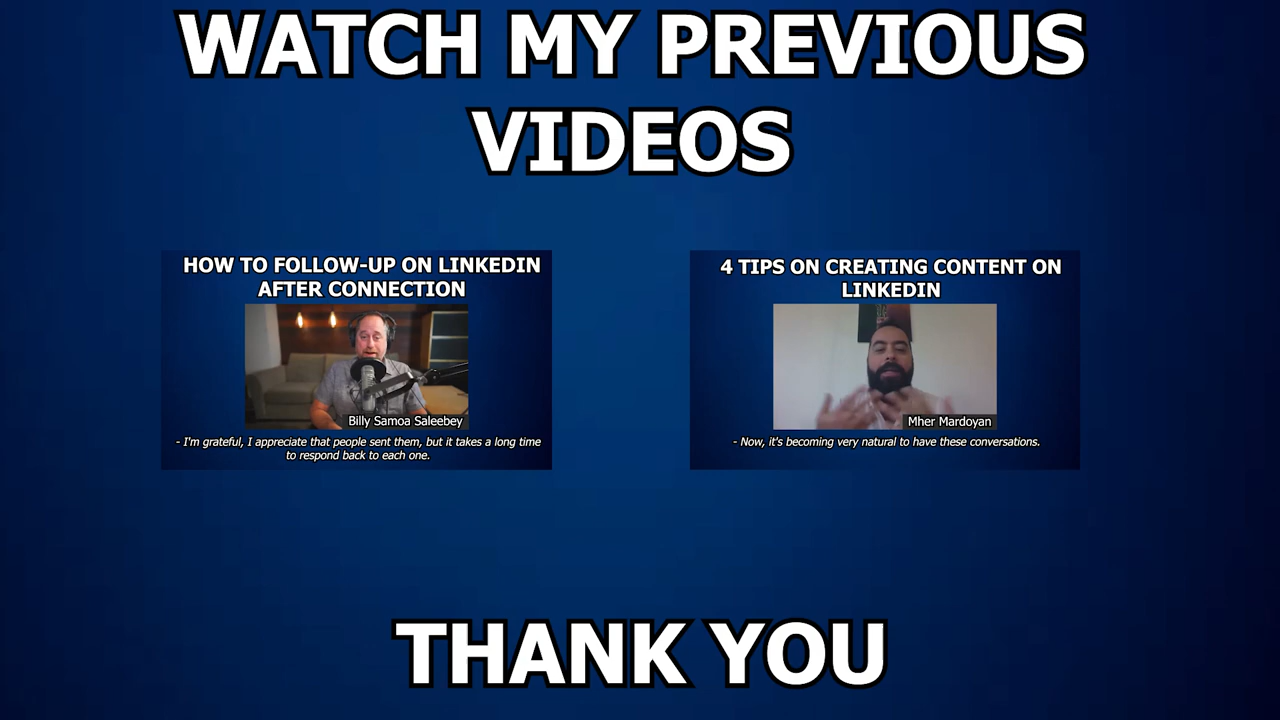 WATCH MY PREVIOUS
VIDEOS
HOW TO FOLLOW-UP ON LINKEDIN
AFTER CONNECTION
Billy Samoa Saleebey
- I'm grateful, I appreciate that people sent them, but it takes a long time
to respond back to each one.
4 TIPS ON CREATING CONTENT ON
LINKEDIN
Mher Mardoyan
- Now, it's becoming very natural to have these conversations.
THANK YOU